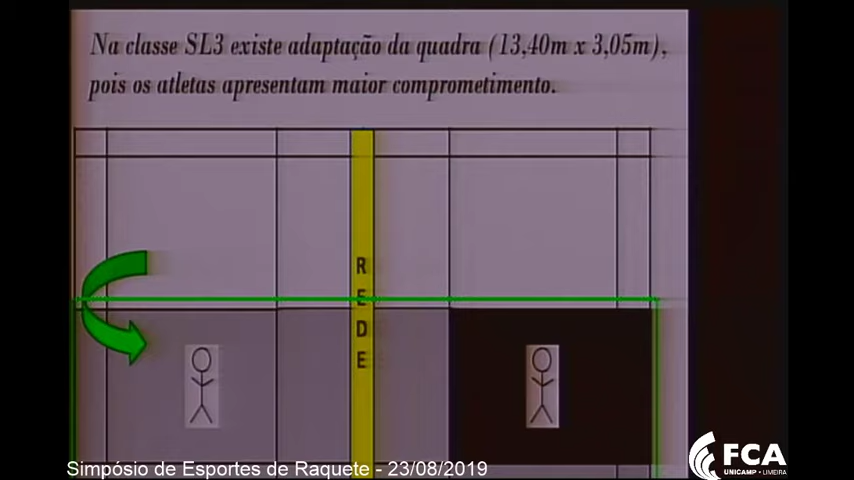 Na classe SL3 existe adaptação da quadra (13,40m x 3,05m),
pois os atletas apresentam maior comprometimento.
R
E
D
E
Simpósio de Esportes de Raquete - 23/08/2019
FCA
UNICAMP - LIMEIRA